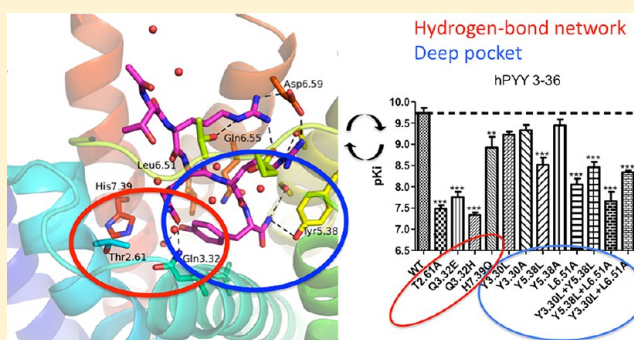 Hydrogen-bond network
Deep pocket
hPYY 3-36
Asp6.59
Gln6.55
Leu6.51
His7.39
Thr2.61
Gln3.32
Tyr5.38
pKi
10.0
9.5
9.0
8.5
8.0
7.5
7.0
6.5
***
***
***
**
***
***
***
***
***
WT
T2.61A
Q3.32E
Q3.32H
H7.39Q
Y3.30L
Y3.30A
Y5.38L
Y5.38A
L6.51A
Y3.30L+Y5.38L
Y5.38L+L6.51A
Y3.30L+L6.51A